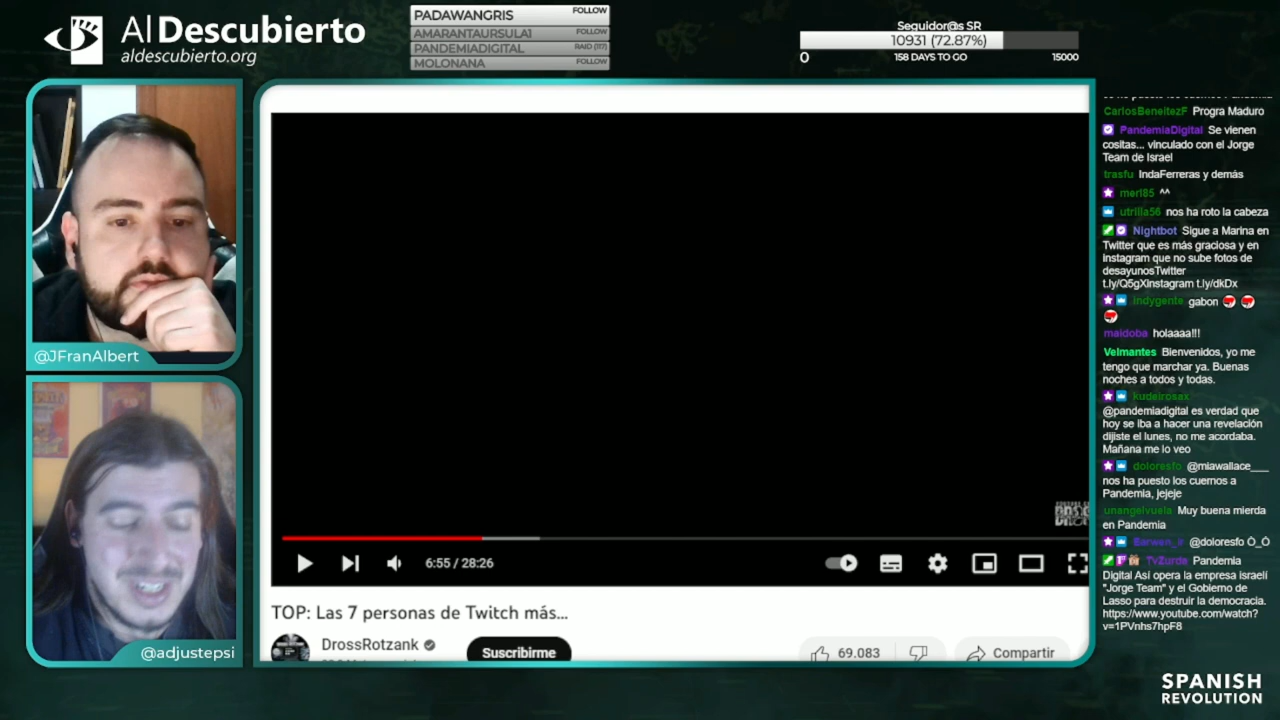 Al Descubierto
aldescubierto.org
PADAWANGRIS FOLLOW
AMARANTAURSULA1 FOLLOW
PANDEMIADIGITAL RAID (117)
MOLONANA FOLLOW
Seguidor@s SR
10931 (72.87%)
0 158 DAYS TO GO 15000
@JFranAlbert
@adjustepsi
6:55 / 28:26
TOP: Las 7 personas de Twitch más...
DrossRotzank
Suscribirme
69.083
Compartir
CarlosBeneitezF Progra Maduro
PandemiaDigital Se vienen
cositas... vinculado con el Jorge
Team de Israel
trasfu IndaFerreras y demás
merl85 ^^
utrilla56 nos ha roto la cabeza
Nightbot Sigue a Marina en
Twitter que es más graciosa y en
Instagram que no sube fotos de
desayunosTwitter
t.ly/Q5gXInstagram t.ly/dkDx
Indygente gabon
maidoba holaaaa!!!
Velmantes Bienvenidos, yo me
tengo que marchar ya. Buenas
noches a todos y todas.
kudeirosax
@pandemiadigital es verdad que
hoy se iba a hacer una revelación
dijiste el lunes, no me acordaba.
Mañana me lo veo
doloresfo @miawallace___
nos ha puesto los cuernos a
Pandemia, jejeje
unangelvuela Muy buena mierda
en Pandemia
Earwen_ir @doloresfo O_O
TvZurda Pandemia
Digital Así opera la empresa israelí
"Jorge Team" y el Gobierno de
Lasso para destruir la democracia.
https://www.youtube.com/watch?
v=1PVnhs7hpF8
SPANISH
REVOLUTION